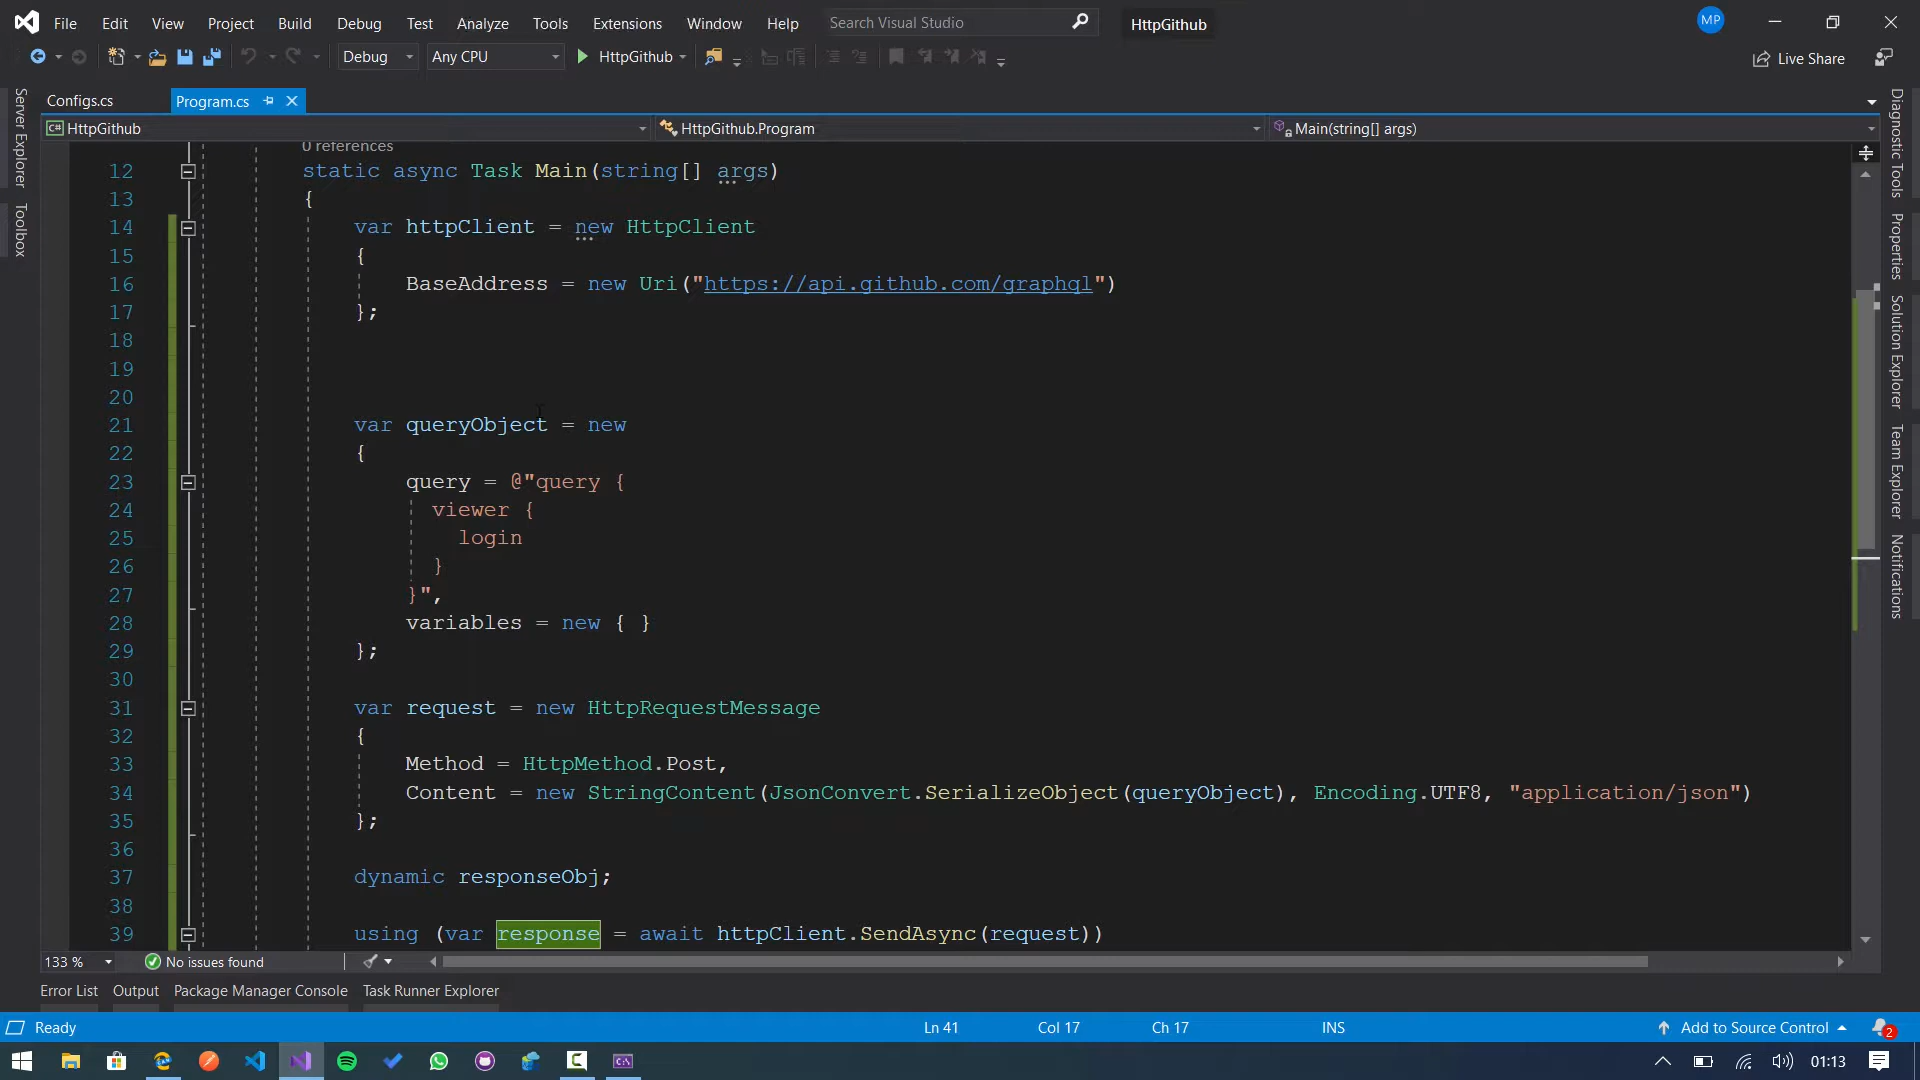 File Edit View Project Build Debug Test Analyze Tools Extensions Window Help Search Visual Studio HttpGithub MP
Debug Any CPU HttpGithub Live Share
Configs.cs Program.cs
HttpGithub HttpGithub.Program Main(string[] args)
0 references
12 static async Task Main(string[] args)
13 {
14 var httpClient = new HttpClient
15 {
16 BaseAddress = new Uri("https://api.github.com/graphql")
17 };
18
19
20
21 var queryObject = new
22 {
23 query = @"query {
24 viewer {
25 login
26 }
27 }",
28 variables = new { }
29 };
30
31 var request = new HttpRequestMessage
32 {
33 Method = HttpMethod.Post,
34 Content = new StringContent(JsonConvert.SerializeObject(queryObject), Encoding.UTF8, "application/json")
35 };
36
37 dynamic responseObj;
38
39 using (var response = await httpClient.SendAsync(request))
Server Explorer
Toolbox
Diagnostic Tools
Properties
Solution Explorer
Team Explorer
Notifications
133 % No issues found
Error List Output Package Manager Console Task Runner Explorer
Ready Ln 41 Col 17 Ch 17 INS Add to Source Control 2
01:13